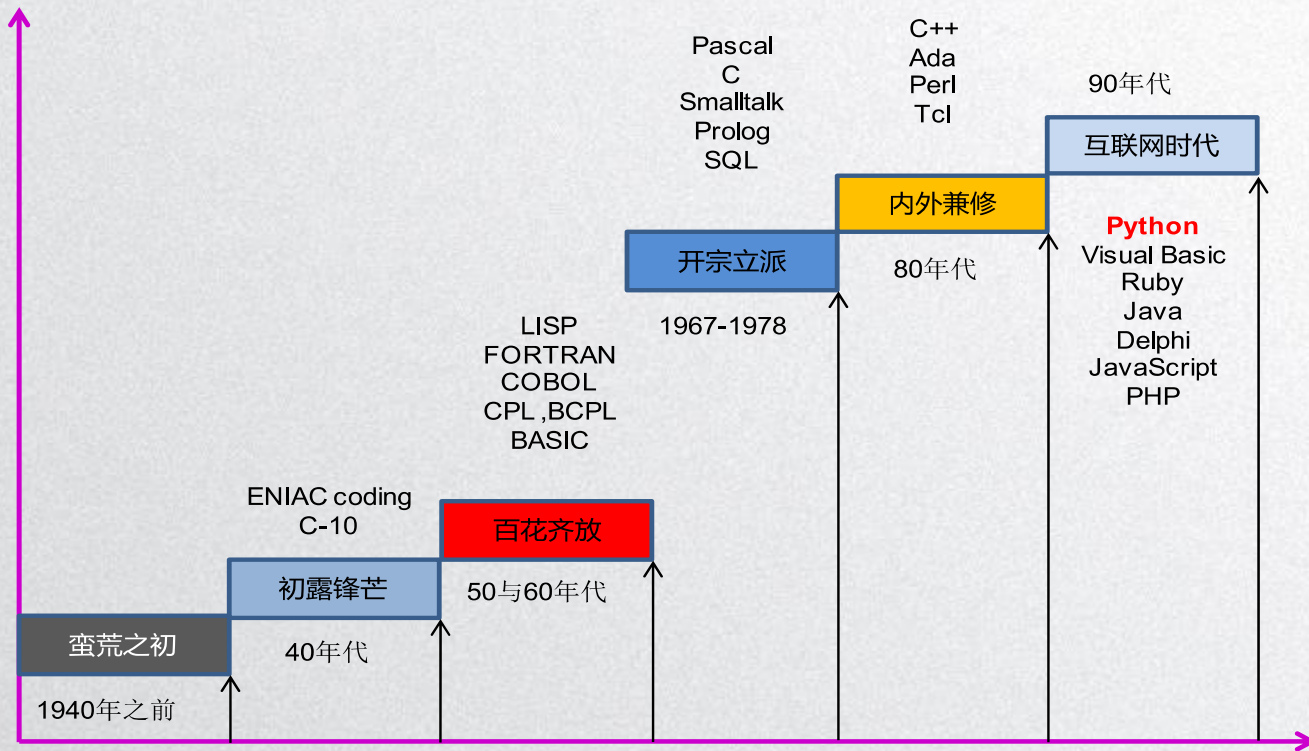 蛮荒之初
1940年之前
ENIAC coding
C-10
初露锋芒
40年代
LISP
FORTRAN
COBOL
CPL ,BCPL
BASIC
百花齐放
50与60年代
Pascal
C
Smalltalk
Prolog
SQL
开宗立派
1967-1978
C++
Ada
Perl
Tcl
内外兼修
80年代
90年代
互联网时代
Python
Visual Basic
Ruby
Java
Delphi
JavaScript
PHP